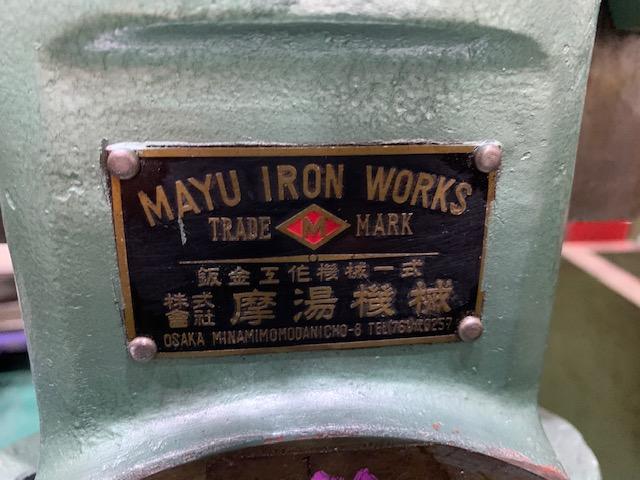 MAYU IRON WORKS
TRADE M MARK
鈑金工作機械一式
株式會社 摩湯機械
OSAKA MINAMIMOMODANICHO-8 TEL